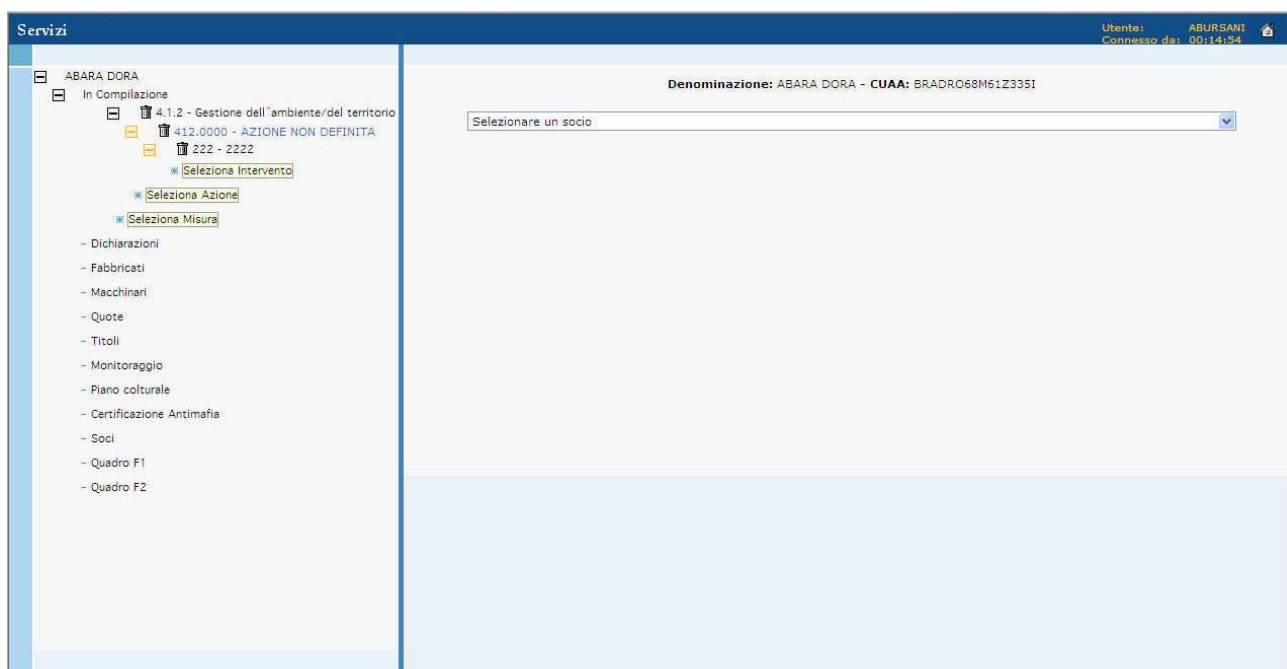 Servizi
Utente: ABURSANI
Connesso da: 00:14:54
ABARA DORA
In Compilazione
4.1.2 - Gestione dell´ambiente/del territorio
412.0000 - AZIONE NON DEFINITA
222 - 2222
Seleziona Intervento
Seleziona Azione
Seleziona Misura
- Dichiarazioni
- Fabbricati
- Macchinari
- Quote
- Titoli
- Monitoraggio
- Piano colturale
- Certificazione Antimafia
- Soci
- Quadro F1
- Quadro F2
Denominazione: ABARA DORA - CUAA: BRADRO68M61Z335I
Selezionare un socio